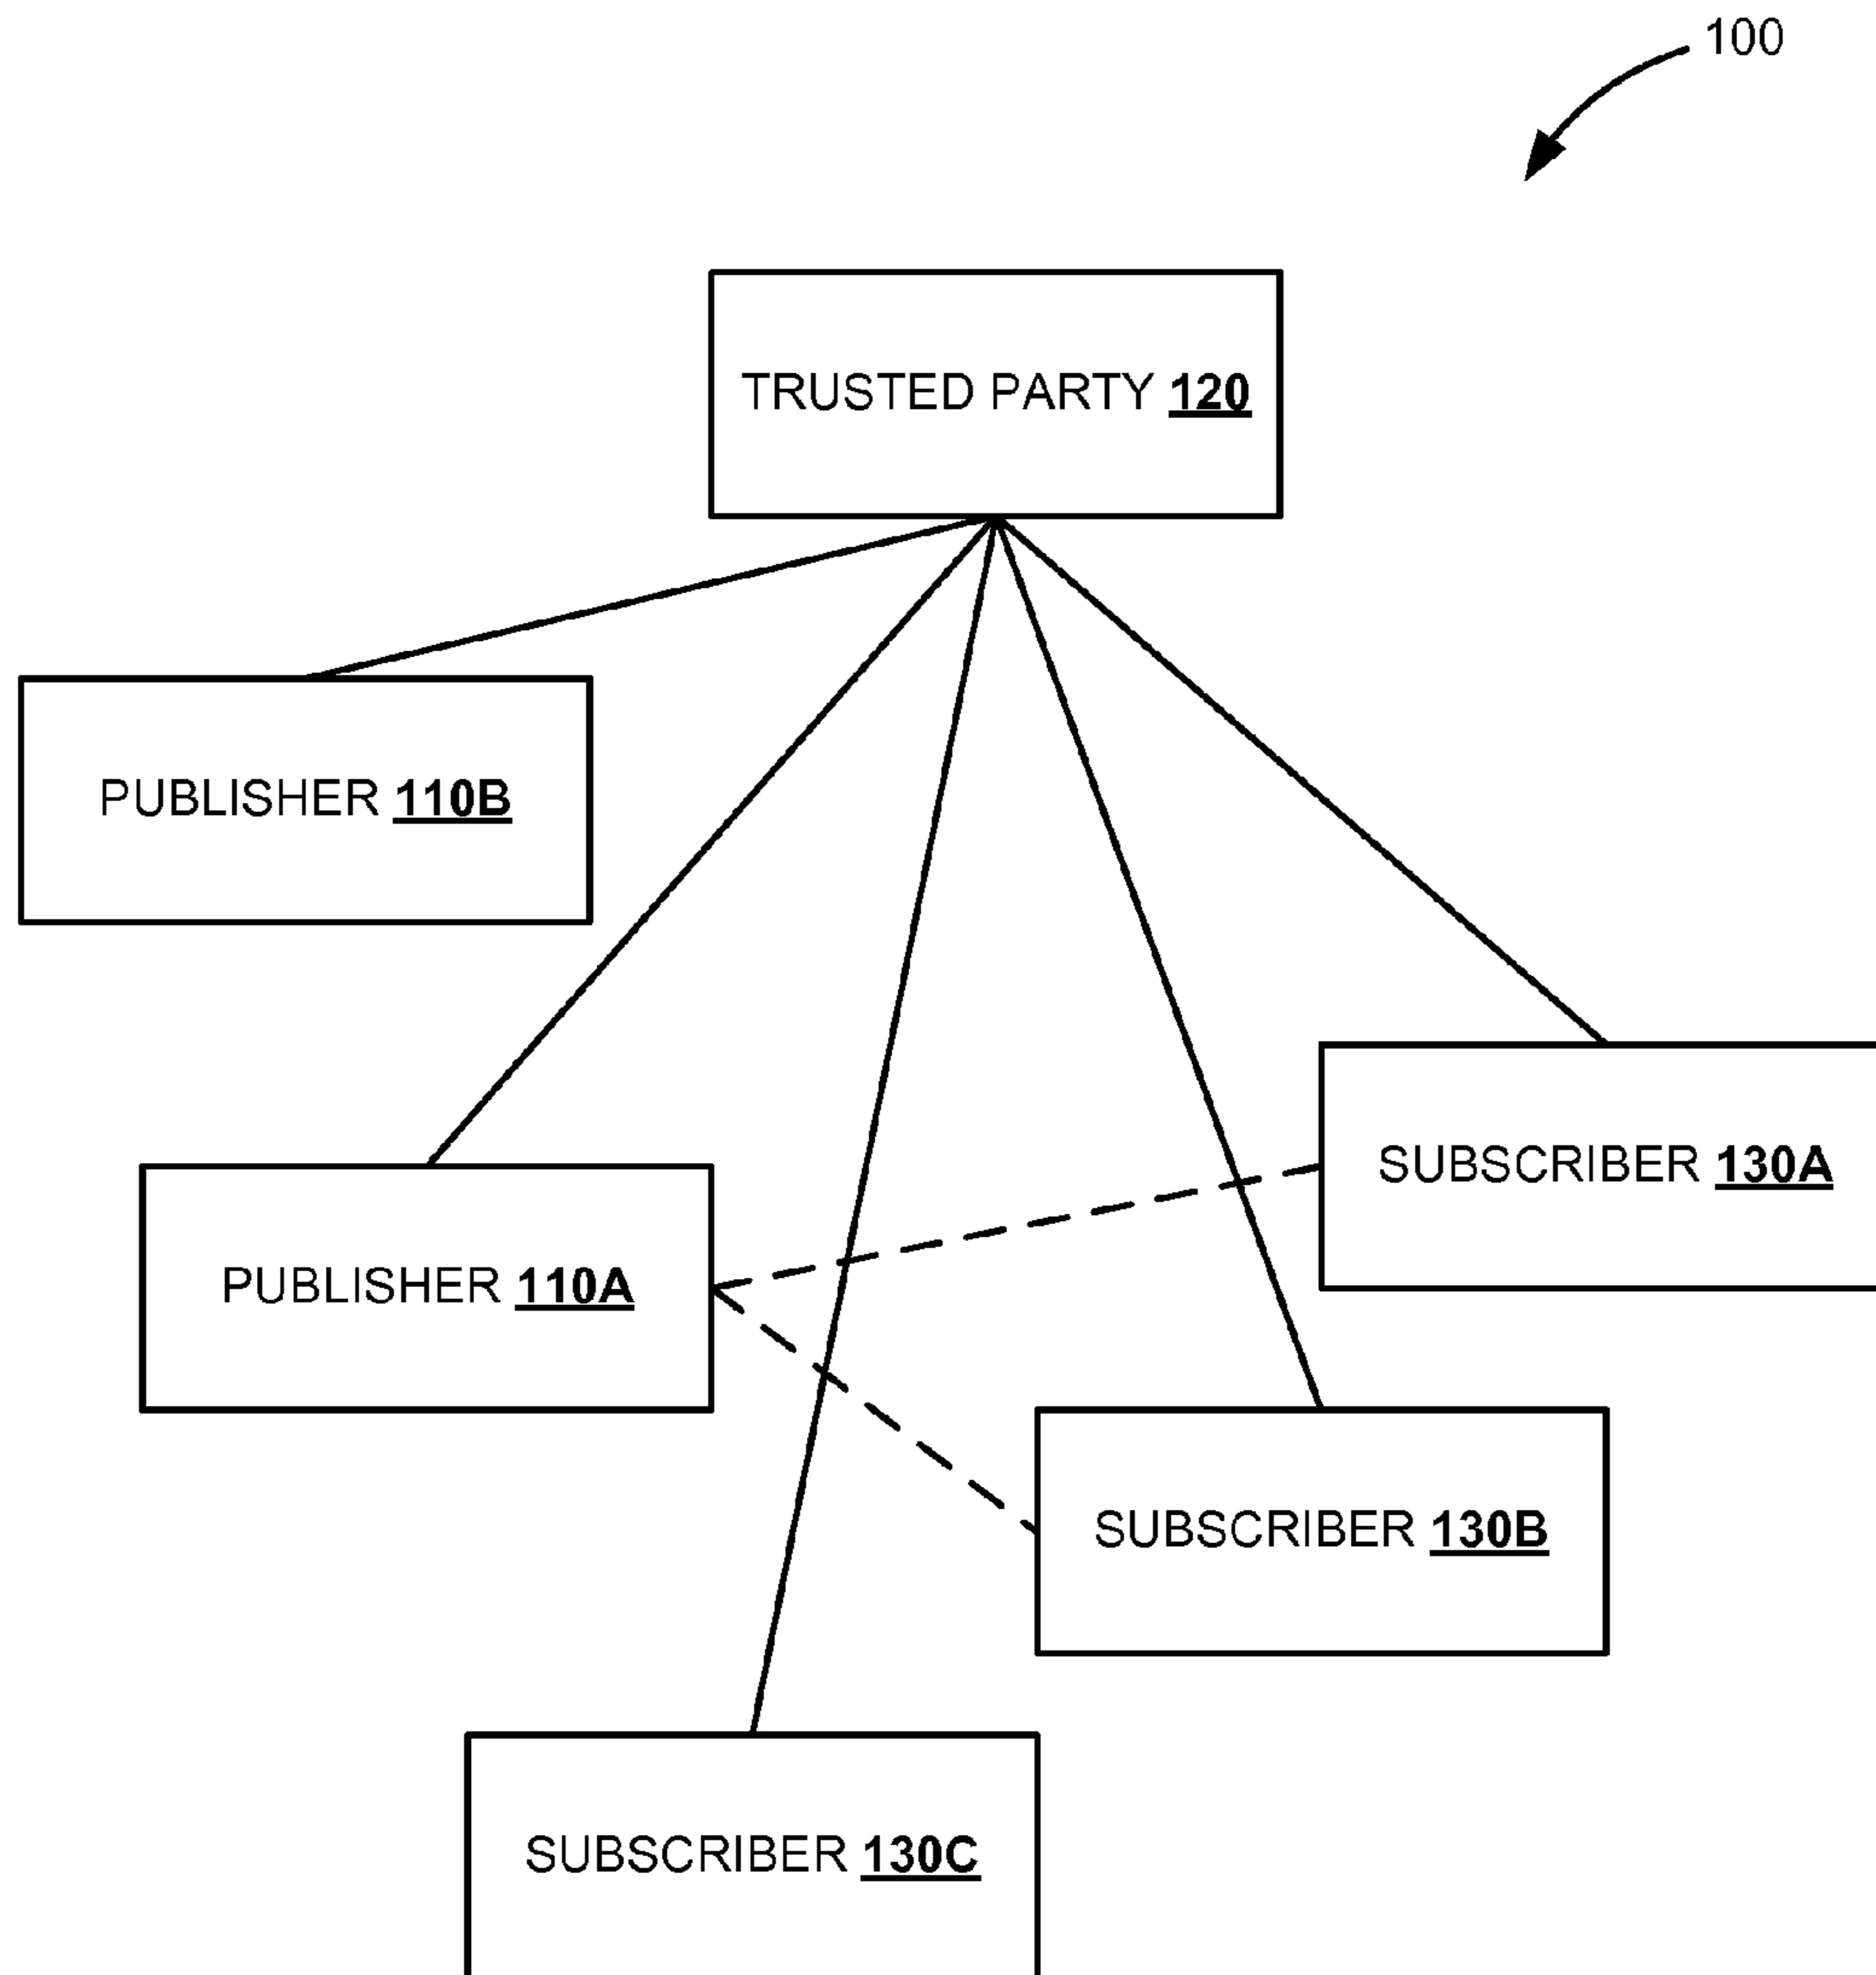 100
TRUSTED PARTY 120
PUBLISHER 110B
SUBSCRIBER 130A
PUBLISHER 110A
SUBSCRIBER 130B
SUBSCRIBER 130C